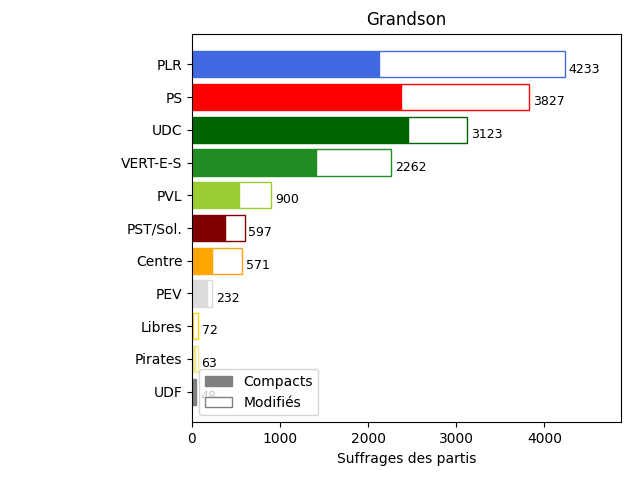 Grandson
PLR 4233
PS 3827
UDC 3123
VERT-E-S 2262
PVL 900
PST/Sol. 597
Centre 571
PEV 232
Libres 72
Pirates 63
UDF 48
Compacts
Modifiés
0 1000 2000 3000 4000
Suffrages des partis